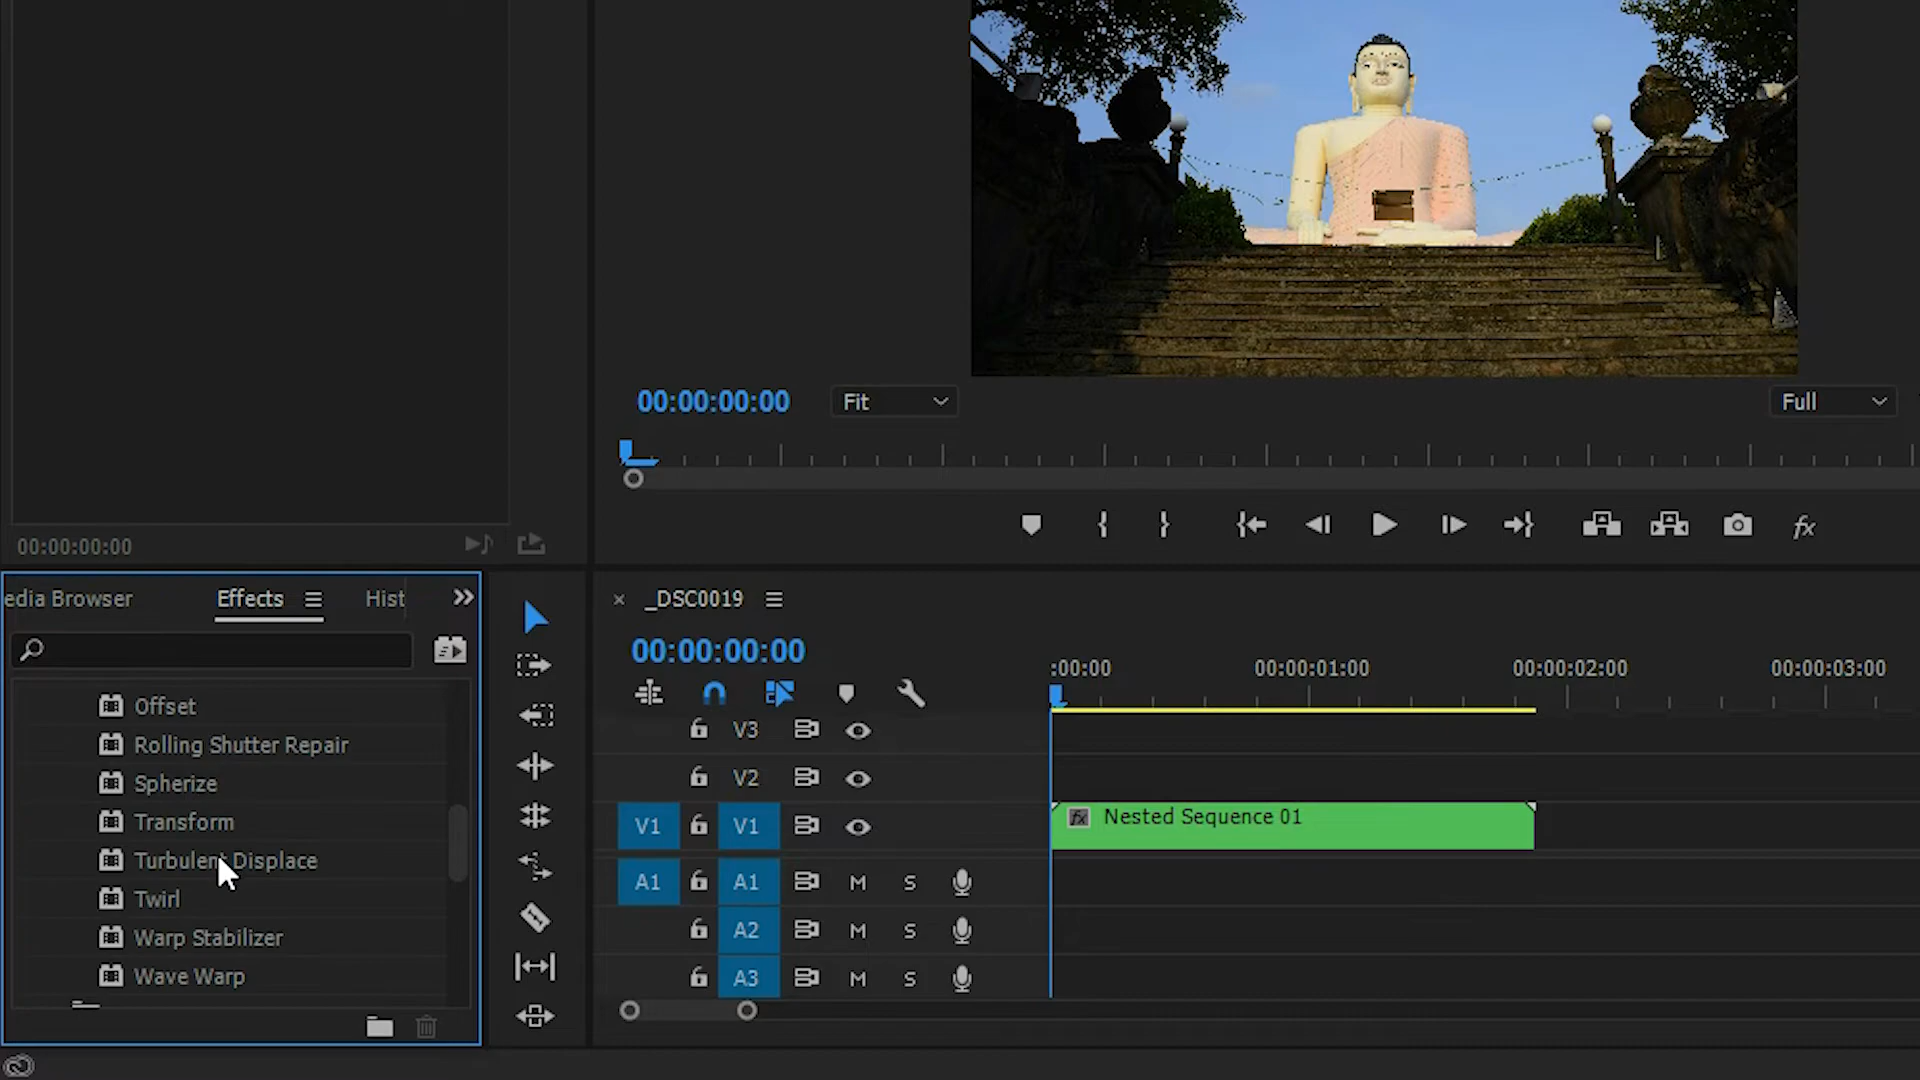 00:00:00:00
Fit
Full
00:00:00:00
edia Browser
Effects
Hist
Offset
Rolling Shutter Repair
Spherize
Transform
Turbulent Displace
Twirl
Warp Stabilizer
Wave Warp
_DSC0019
00:00:00:00
:00:00
00:00:01:00
00:00:02:00
00:00:03:00
V3
V2
V1
V1
fx Nested Sequence 01
A1
A1
M
S
A2
M
S
A3
M
S
fx